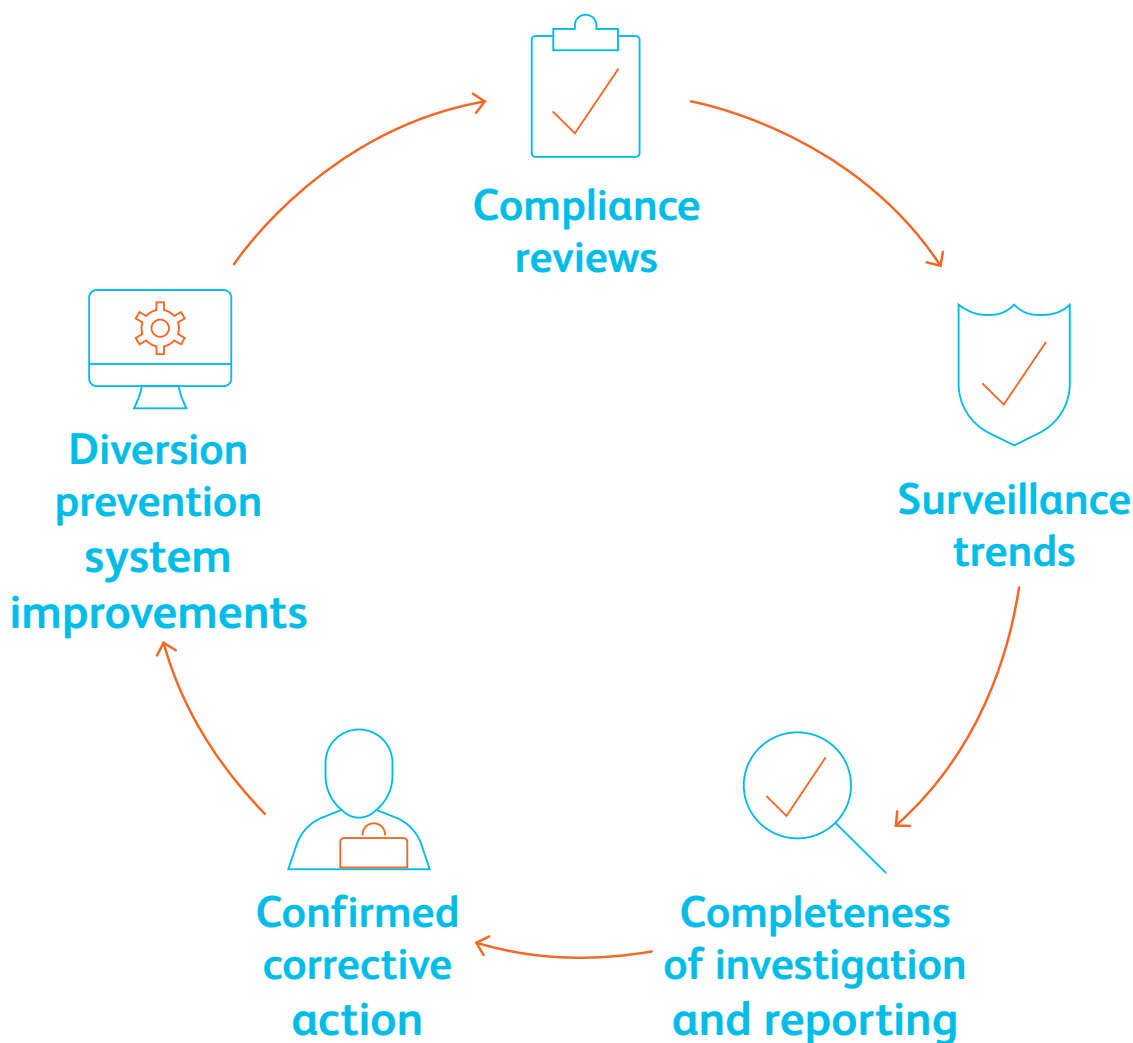 Compliance
reviews
Surveillance
trends
Completeness
of investigation
and reporting
Confirmed
corrective
action
Diversion
prevention
system
improvements